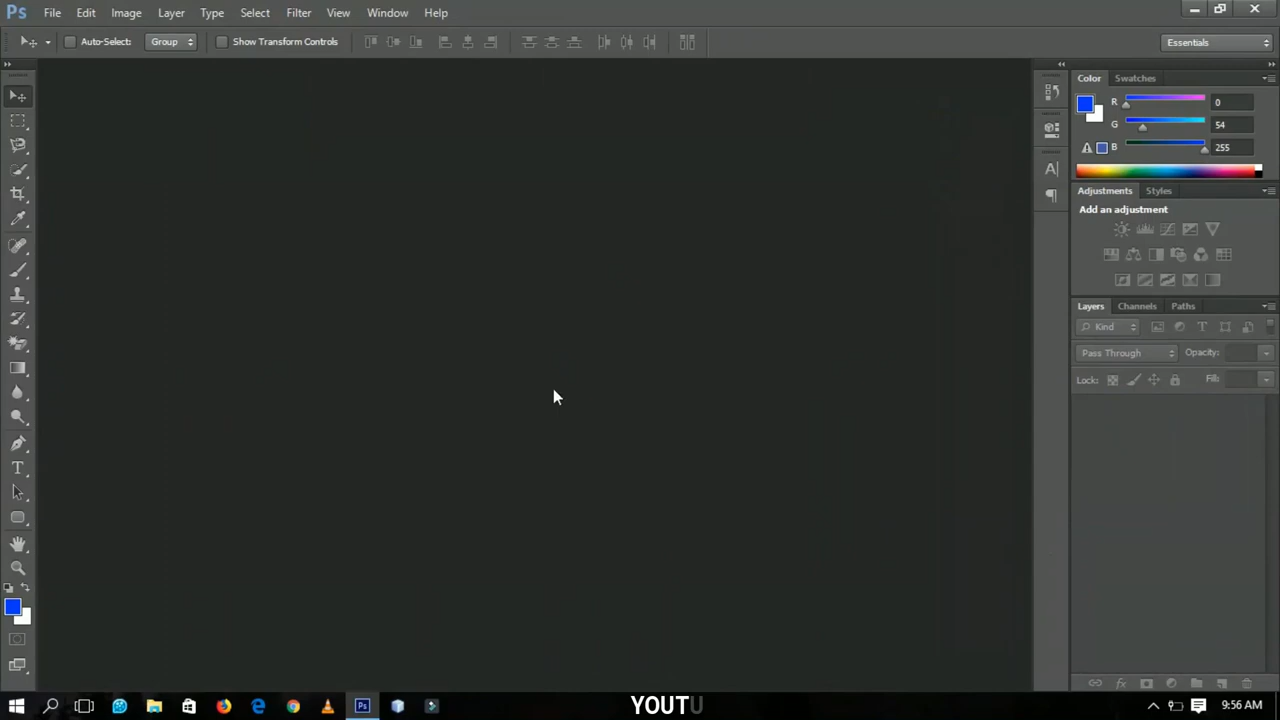 Ps File Edit Image Layer Type Select Filter View Window Help
Auto-Select: Group Show Transform Controls Essentials
Color Swatches
R 0
G 54
B 255
Adjustments Styles
Add an adjustment
Layers Channels Paths
Kind
Pass Through Opacity:
Lock: Fill:
YOUTU
9:56 AM